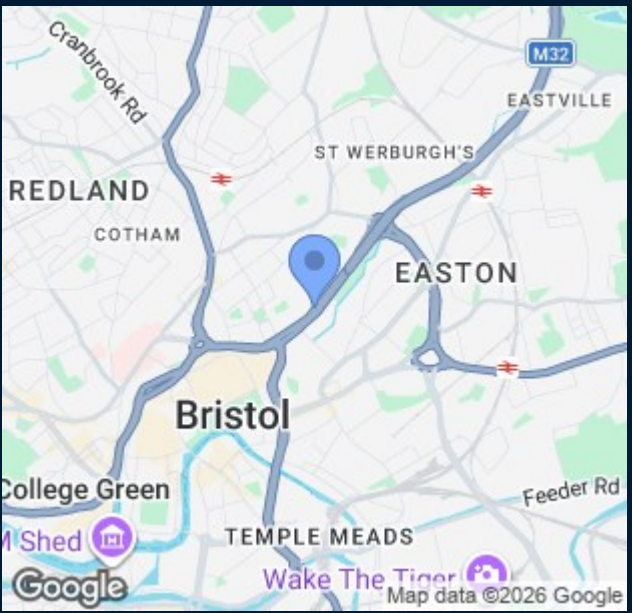 Cranbrook Rd
M32
EASTVILLE
ST WERBURGH'S
REDLAND
COTHAM
EASTON
Bristol
College Green
Feeder Rd
M Shed
TEMPLE MEADS
Wake The Tiger
Google
Map data ©2026 Google